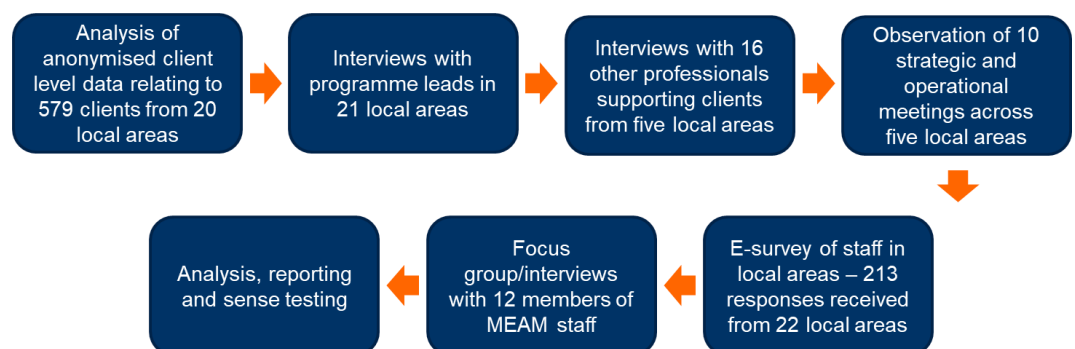 Analysis of
anonymised client
level data relating to
579 clients from 20
local areas
Interviews with
programme leads in
21 local areas
Interviews with 16
other professionals
supporting clients
from five local areas
Observation of 10
strategic and
operational
meetings across
five local areas
E-survey of staff in
local areas – 213
responses received
from 22 local areas
Focus
group/interviews
with 12 members of
MEAM staff
Analysis, reporting
and sense testing